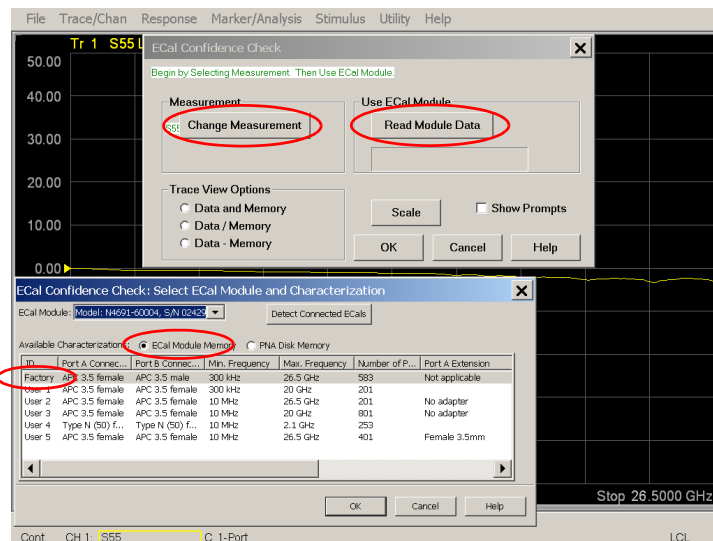 File Trace/Chan Response Marker/Analysis Stimulus Utility Help
Tr 1 S55 L
50.00
40.00
30.00
20.00
10.00
0.00
ECal Confidence Check
Begin by Selecting Measurement. Then Use ECal Module.
Measurement
S55
Change Measurement
Use ECal Module
Read Module Data
Trace View Options
Data and Memory
Data / Memory
Data - Memory
Scale
Show Prompts
OK Cancel Help
ECal Confidence Check: Select ECal Module and Characterization
ECal Module: Model: N4691-60004, S/N 02429
Detect Connected ECals
Available Characterizations: ECal Module Memory PNA Disk Memory
ID Port A Connec... Port B Connec... Min. Frequency Max. Frequency Number of P... Port A Extension
Factory APC 3.5 female APC 3.5 male 300 kHz 26.5 GHz 583 Not applicable
User 1 APC 3.5 female APC 3.5 female 300 kHz 20 GHz 201
User 2 APC 3.5 female APC 3.5 female 10 MHz 26.5 GHz 201 No adapter
User 3 APC 3.5 female APC 3.5 female 10 MHz 20 GHz 801 No adapter
User 4 Type N (50) f... Type N (50) f... 10 MHz 2.1 GHz 253
User 5 APC 3.5 female APC 3.5 female 10 MHz 26.5 GHz 401 Female 3.5mm
OK Cancel Help
Stop 26.5000 GHz
Cont. CH 1: S55 C 1-Port LCL